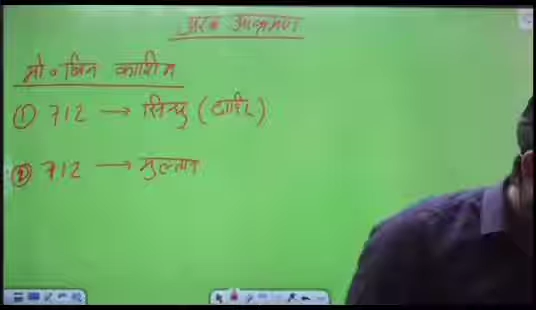 अरब आक्रमण
मो० बिन कासिम
① 712 → सिन्धु (दाहिर)
② 712 → मुल्तान